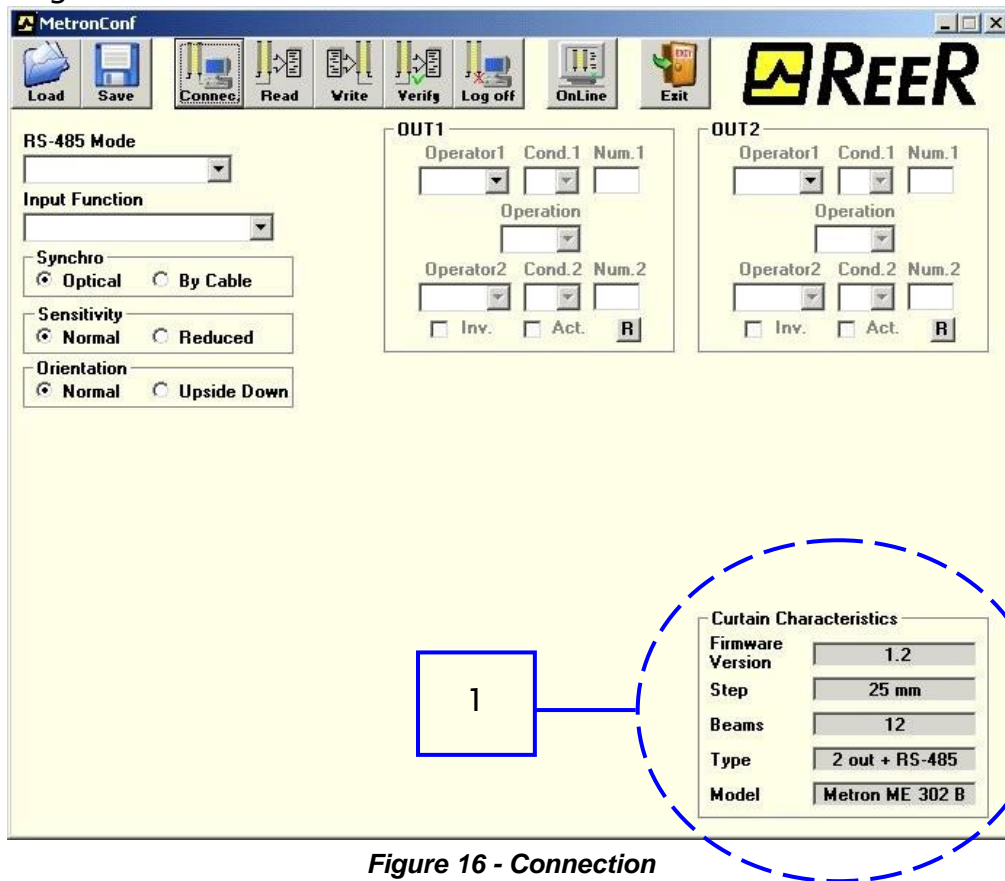 MetronConf
Load Save Connec. Read Write Verify Log off OnLine Exit
EXIT
REER
RS-485 Mode
Input Function
Synchro
Optical By Cable
Sensitivity
Normal Reduced
Orientation
Normal Upside Down
OUT1
Operator1 Cond.1 Num.1
Operation
Operator2 Cond.2 Num.2
Inv. Act. R
OUT2
Operator1 Cond.1 Num.1
Operation
Operator2 Cond.2 Num.2
Inv. Act. R
1
Curtain Characteristics
Firmware
Version 1.2
Step 25 mm
Beams 12
Type 2 out + RS-485
Model Metron ME 302 B
Figure 16 - Connection